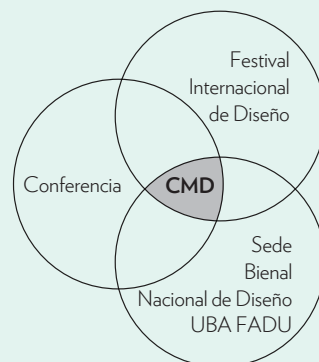 Festival
Internacional
de Diseño
Conferencia
CMD
Sede
Bienal
Nacional de Diseño
UBA FADU